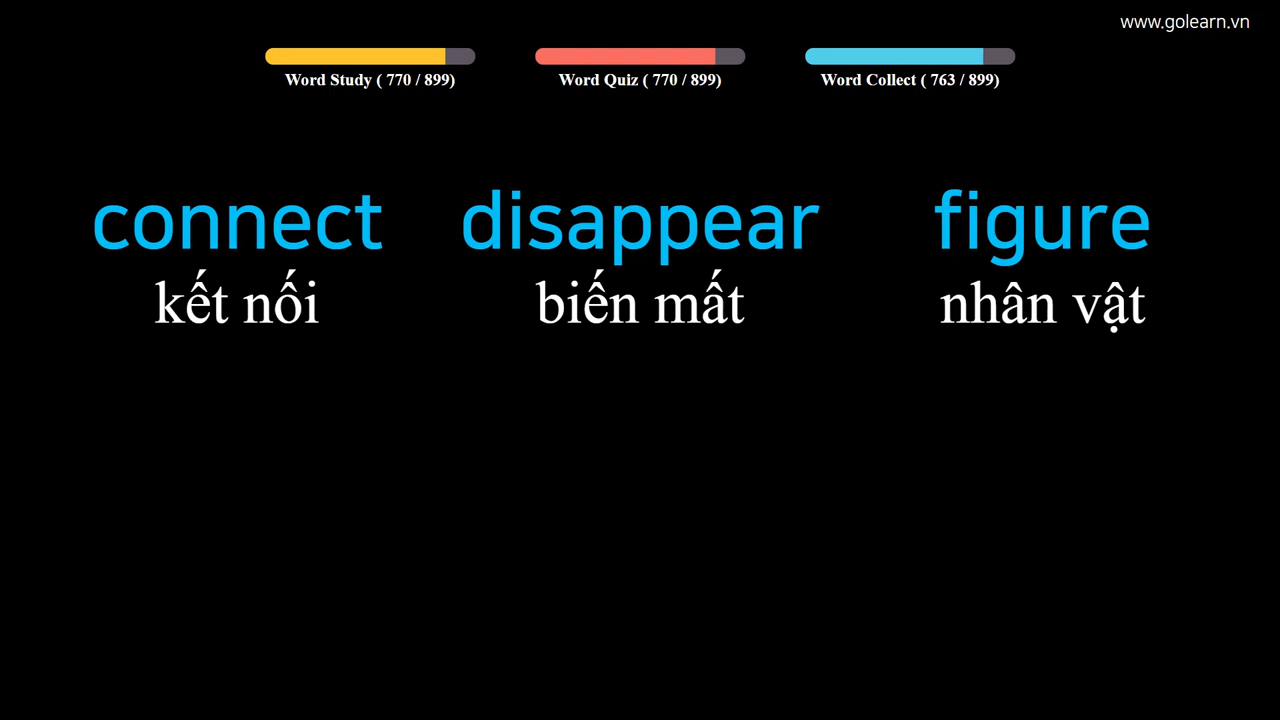 www.golearn.vn
Word Study ( 770 / 899)
Word Quiz ( 770 / 899)
Word Collect ( 763 / 899)
connect disappear figure
kết nối biến mất nhân vật